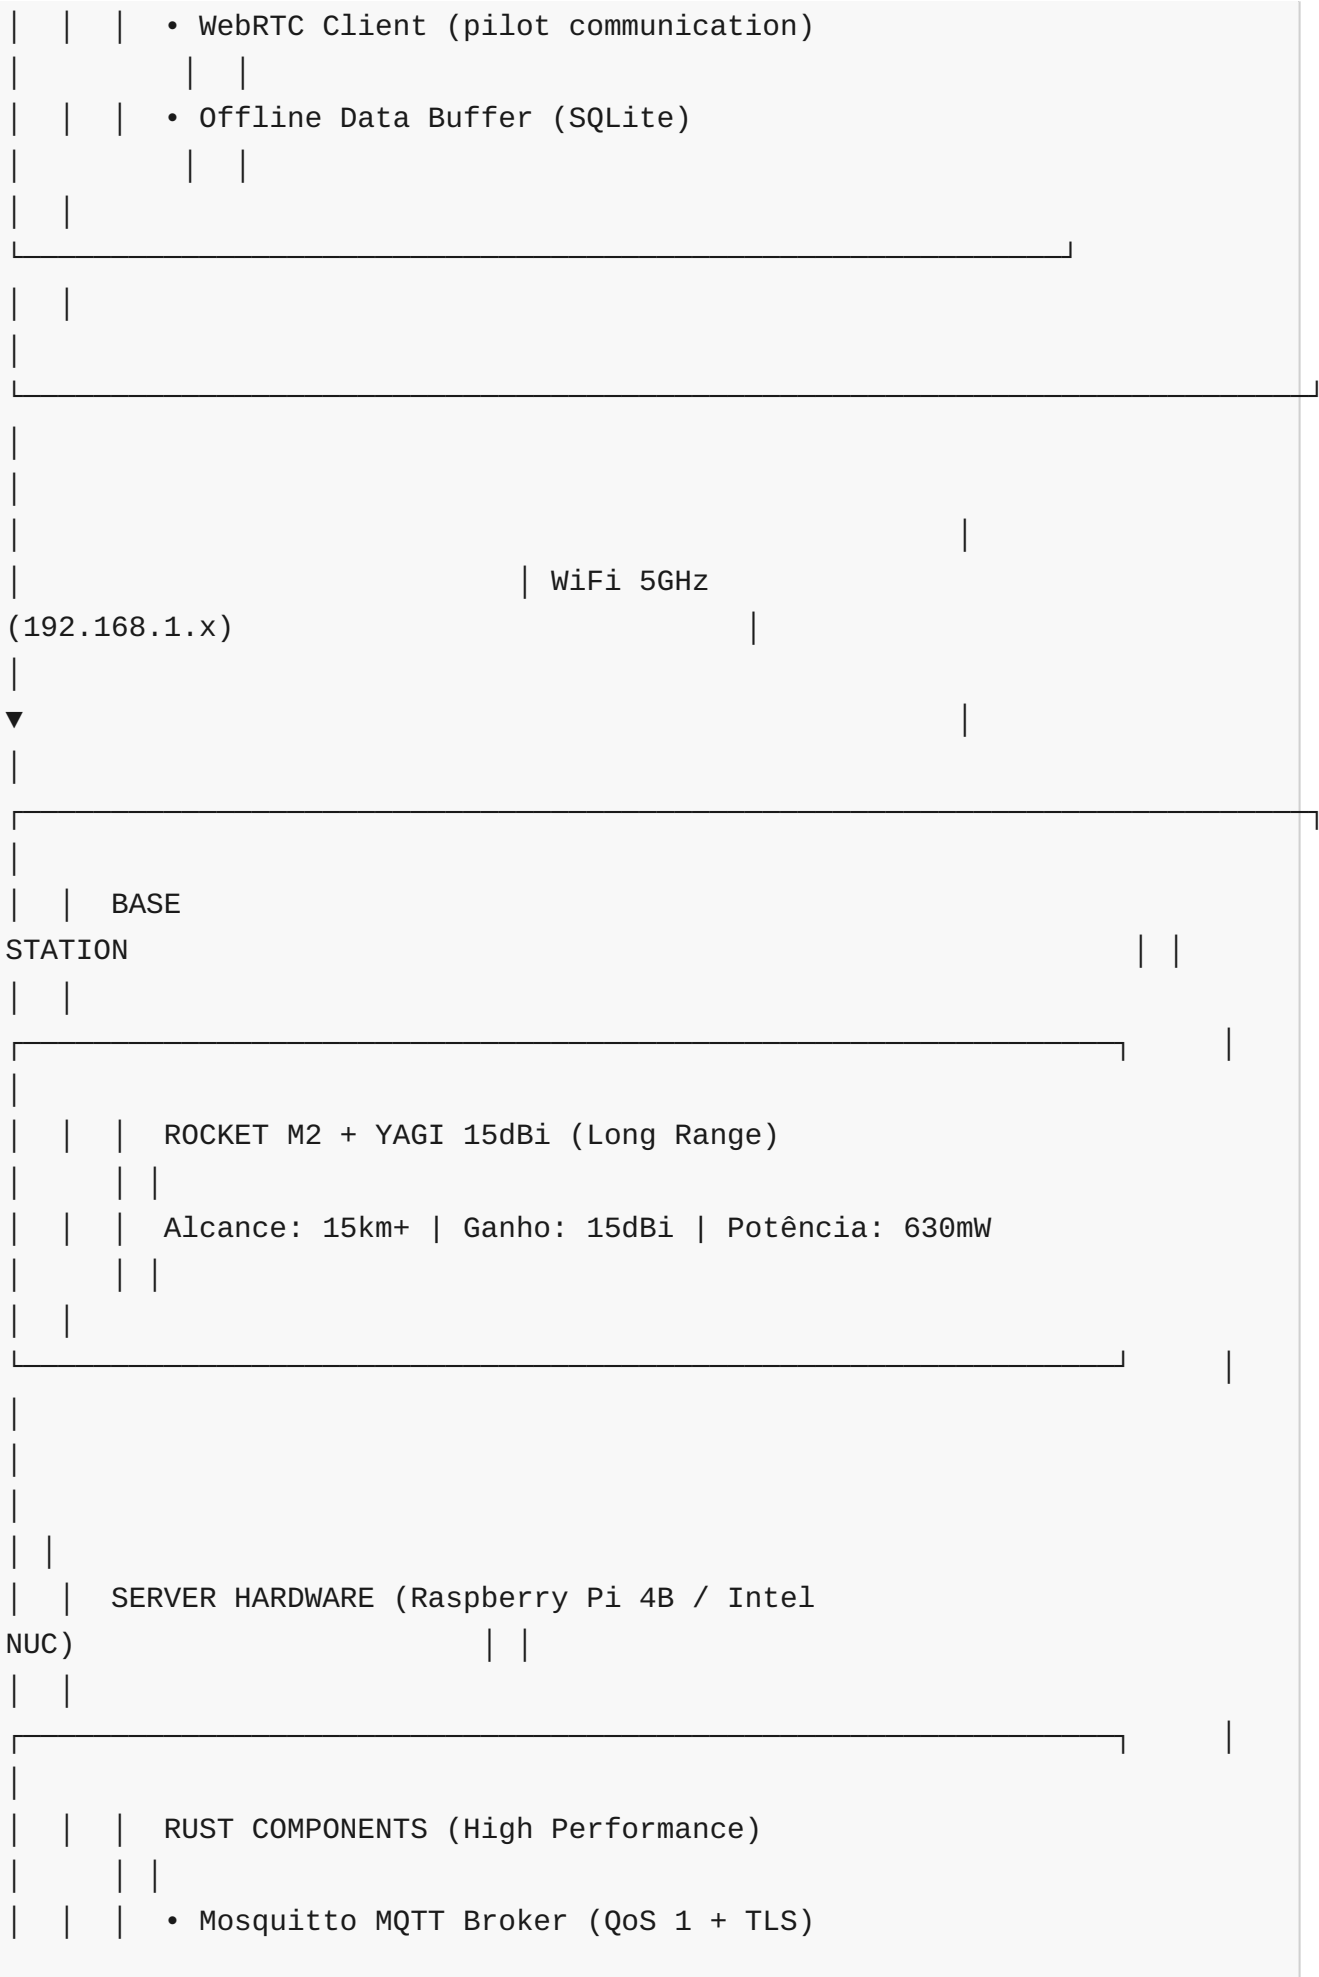 │  │  │  • WebRTC Client (pilot communication)
│         │  │
│  │  │  • Offline Data Buffer (SQLite)
│         │  │
│  │
└───────────────────────────────────────────────────────────┘
│  │
│
└─────────────────────────────────────────────────────────────────────────┘
│
│
│                                                     │
│                            │ WiFi 5GHz
(192.168.1.x)                             │
│
▼                                                     │
│
┌─────────────────────────────────────────────────────────────────────────┐
│
│  │  BASE
STATION                                                         │ │
│  │
┌──────────────────────────────────────────────────────────────┐     │
│
│  │  │  ROCKET M2 + YAGI 15dBi (Long Range)
│     │ │
│  │  │  Alcance: 15km+ | Ganho: 15dBi | Potência: 630mW
│     │ │
│  │
└──────────────────────────────────────────────────────────────┘     │
│
│
│
│ │
│  │  SERVER HARDWARE (Raspberry Pi 4B / Intel
NUC)                       │ │
│  │
┌──────────────────────────────────────────────────────────────┐     │
│
│  │  │  RUST COMPONENTS (High Performance)
│     │ │
│  │  │  • Mosquitto MQTT Broker (QoS 1 + TLS)